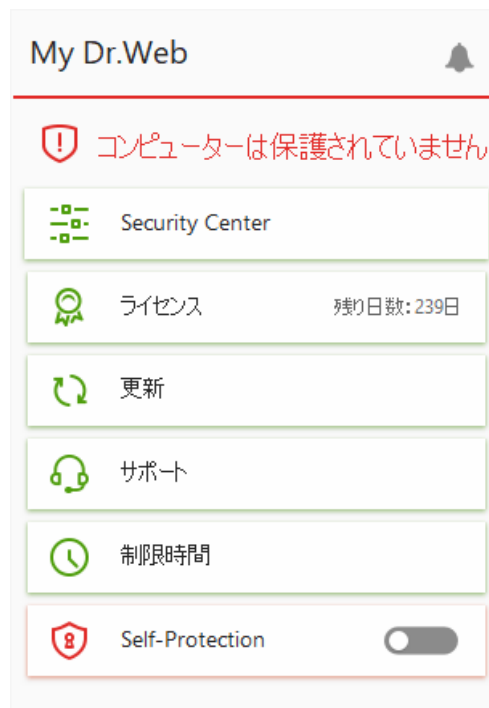 My Dr.Web
コンピューターは保護されていません
Security Center
ライセンス 残り日数: 239日
更新
サポート
制限時間
Self-Protection